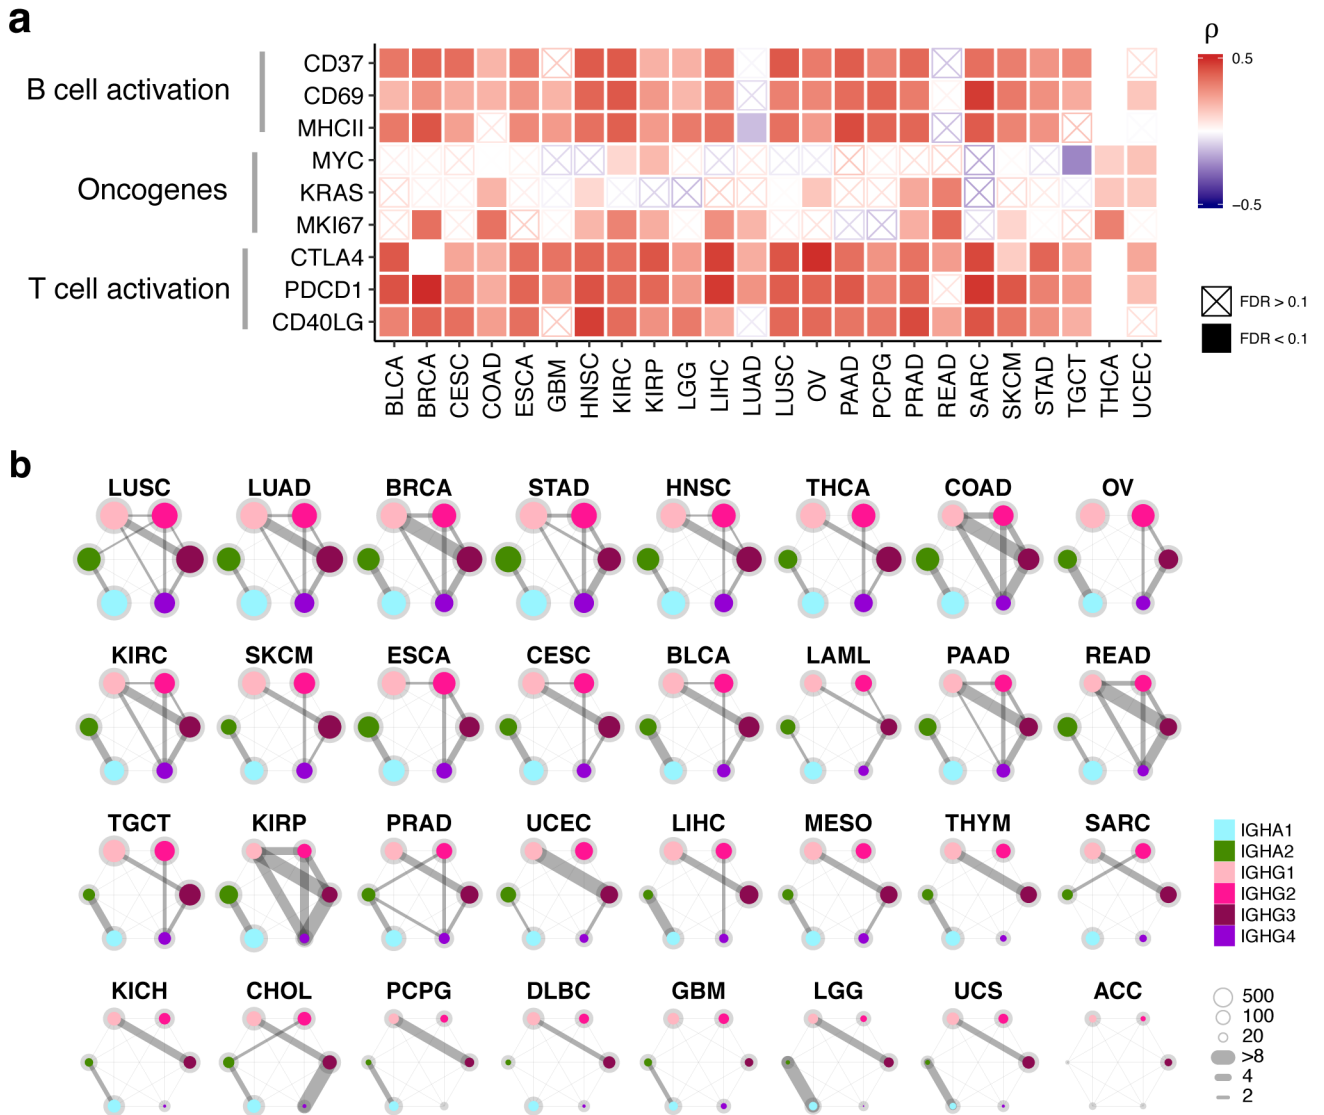 a
ρ
B cell activation
CD37
CD69
MHCII
0.5
−0.5
Oncogenes
MYC
KRAS
MKI67
T cell activation
CTLA4
PDCD1
CD40LG
FDR > 0.1
FDR < 0.1
BLCA BRCA CESC COAD ESCA GBM HNSC KIRC KIRP LGG LIHC LUAD LUSC OV PAAD PCPG PRAD READ SARC SKCM STAD TGCT THCA UCEC
b
LUSC LUAD BRCA STAD HNSC THCA COAD OV
KIRC SKCM ESCA CESC BLCA LAML PAAD READ
TGCT KIRP PRAD UCEC LIHC MESO THYM SARC
IGHA1
IGHA2
IGHG1
IGHG2
IGHG3
IGHG4
KICH CHOL PCPG DLBC GBM LGG UCS ACC
500
100
20
>8
4
2